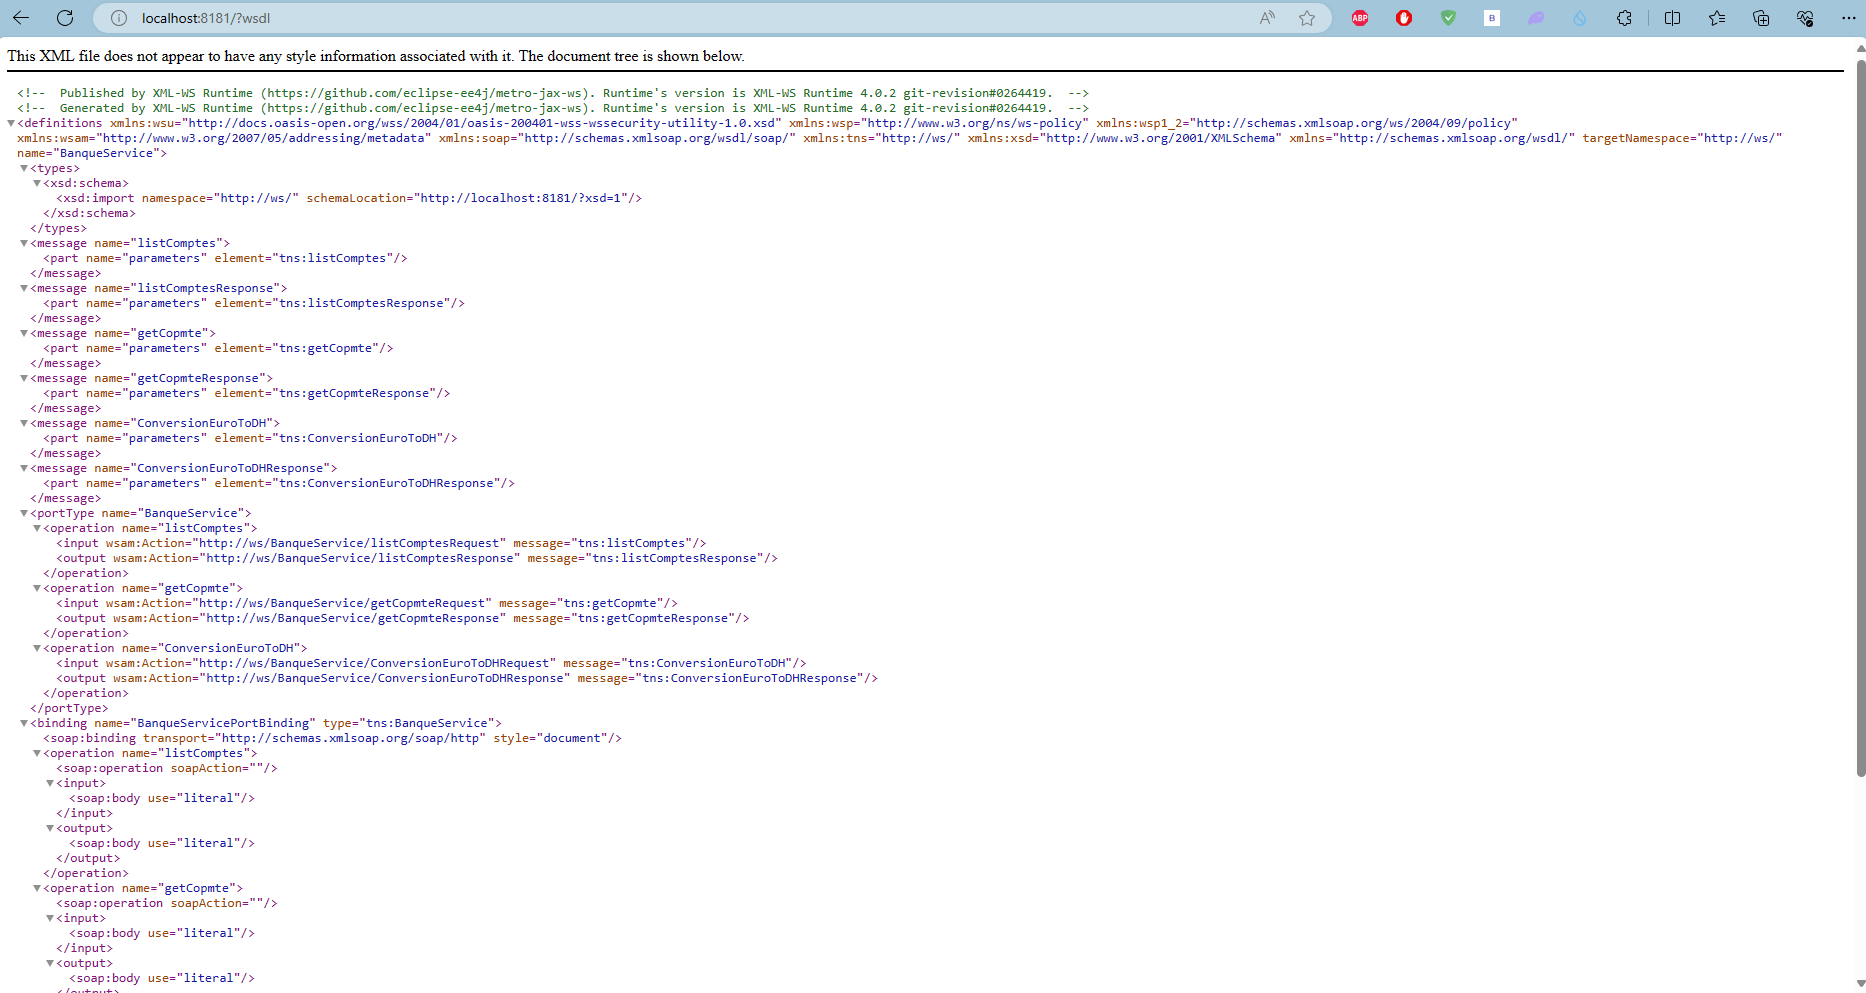 localhost:8181/?wsdl
ABP
B
This XML file does not appear to have any style information associated with it. The document tree is shown below.
<!--  Published by XML-WS Runtime (https://github.com/eclipse-ee4j/metro-jax-ws). Runtime's version is XML-WS Runtime 4.0.2 git-revision#0264419.  -->
<!--  Generated by XML-WS Runtime (https://github.com/eclipse-ee4j/metro-jax-ws). Runtime's version is XML-WS Runtime 4.0.2 git-revision#0264419.  -->
▼<definitions xmlns:wsu="http://docs.oasis-open.org/wss/2004/01/oasis-200401-wss-wssecurity-utility-1.0.xsd" xmlns:wsp="http://www.w3.org/ns/ws-policy" xmlns:wsp1_2="http://schemas.xmlsoap.org/ws/2004/09/policy"
xmlns:wsam="http://www.w3.org/2007/05/addressing/metadata" xmlns:soap="http://schemas.xmlsoap.org/wsdl/soap/" xmlns:tns="http://ws/" xmlns:xsd="http://www.w3.org/2001/XMLSchema" xmlns="http://schemas.xmlsoap.org/wsdl/" targetNamespace="http://ws/"
name="BanqueService">
▼<types>
▼<xsd:schema>
<xsd:import namespace="http://ws/" schemaLocation="http://localhost:8181/?xsd=1"/>
</xsd:schema>
</types>
▼<message name="listComptes">
<part name="parameters" element="tns:listComptes"/>
</message>
▼<message name="listComptesResponse">
<part name="parameters" element="tns:listComptesResponse"/>
</message>
▼<message name="getCopmte">
<part name="parameters" element="tns:getCopmte"/>
</message>
▼<message name="getCopmteResponse">
<part name="parameters" element="tns:getCopmteResponse"/>
</message>
▼<message name="ConversionEuroToDH">
<part name="parameters" element="tns:ConversionEuroToDH"/>
</message>
▼<message name="ConversionEuroToDHResponse">
<part name="parameters" element="tns:ConversionEuroToDHResponse"/>
</message>
▼<portType name="BanqueService">
▼<operation name="listComptes">
<input wsam:Action="http://ws/BanqueService/listComptesRequest" message="tns:listComptes"/>
<output wsam:Action="http://ws/BanqueService/listComptesResponse" message="tns:listComptesResponse"/>
</operation>
▼<operation name="getCopmte">
<input wsam:Action="http://ws/BanqueService/getCopmteRequest" message="tns:getCopmte"/>
<output wsam:Action="http://ws/BanqueService/getCopmteResponse" message="tns:getCopmteResponse"/>
</operation>
▼<operation name="ConversionEuroToDH">
<input wsam:Action="http://ws/BanqueService/ConversionEuroToDHRequest" message="tns:ConversionEuroToDH"/>
<output wsam:Action="http://ws/BanqueService/ConversionEuroToDHResponse" message="tns:ConversionEuroToDHResponse"/>
</operation>
</portType>
▼<binding name="BanqueServicePortBinding" type="tns:BanqueService">
<soap:binding transport="http://schemas.xmlsoap.org/soap/http" style="document"/>
▼<operation name="listComptes">
<soap:operation soapAction=""/>
▼<input>
<soap:body use="literal"/>
</input>
▼<output>
<soap:body use="literal"/>
</output>
</operation>
▼<operation name="getCopmte">
<soap:operation soapAction=""/>
▼<input>
<soap:body use="literal"/>
</input>
▼<output>
<soap:body use="literal"/>
</output>